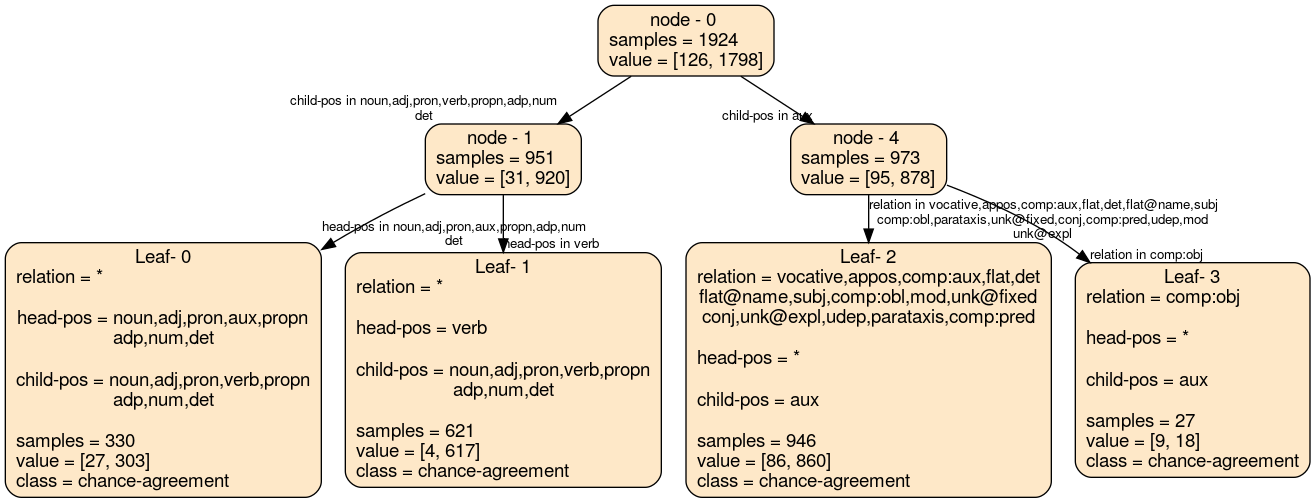 node - 0
samples = 1924
value = [126, 1798]
child-pos in noun,adj,pron,verb,propn,adp,num
det
child-pos in aux
node - 1
samples = 951
value = [31, 920]
node - 4
samples = 973
value = [95, 878]
head-pos in noun,adj,pron,aux,propn,adp,num
det
head-pos in verb
relation in vocative,appos,comp:aux,flat,det,flat@name,subj
comp:obl,parataxis,unk@fixed,conj,comp:pred,udep,mod
unk@expl
relation in comp:obj
Leaf- 0
relation = *
head-pos = noun,adj,pron,aux,propn
adp,num,det
child-pos = noun,adj,pron,verb,propn
adp,num,det
samples = 330
value = [27, 303]
class = chance-agreement
Leaf- 1
relation = *
head-pos = verb
child-pos = noun,adj,pron,verb,propn
adp,num,det
samples = 621
value = [4, 617]
class = chance-agreement
Leaf- 2
relation = vocative,appos,comp:aux,flat,det
flat@name,subj,comp:obl,mod,unk@fixed
conj,unk@expl,udep,parataxis,comp:pred
head-pos = *
child-pos = aux
samples = 946
value = [86, 860]
class = chance-agreement
Leaf- 3
relation = comp:obj
head-pos = *
child-pos = aux
samples = 27
value = [9, 18]
class = chance-agreement